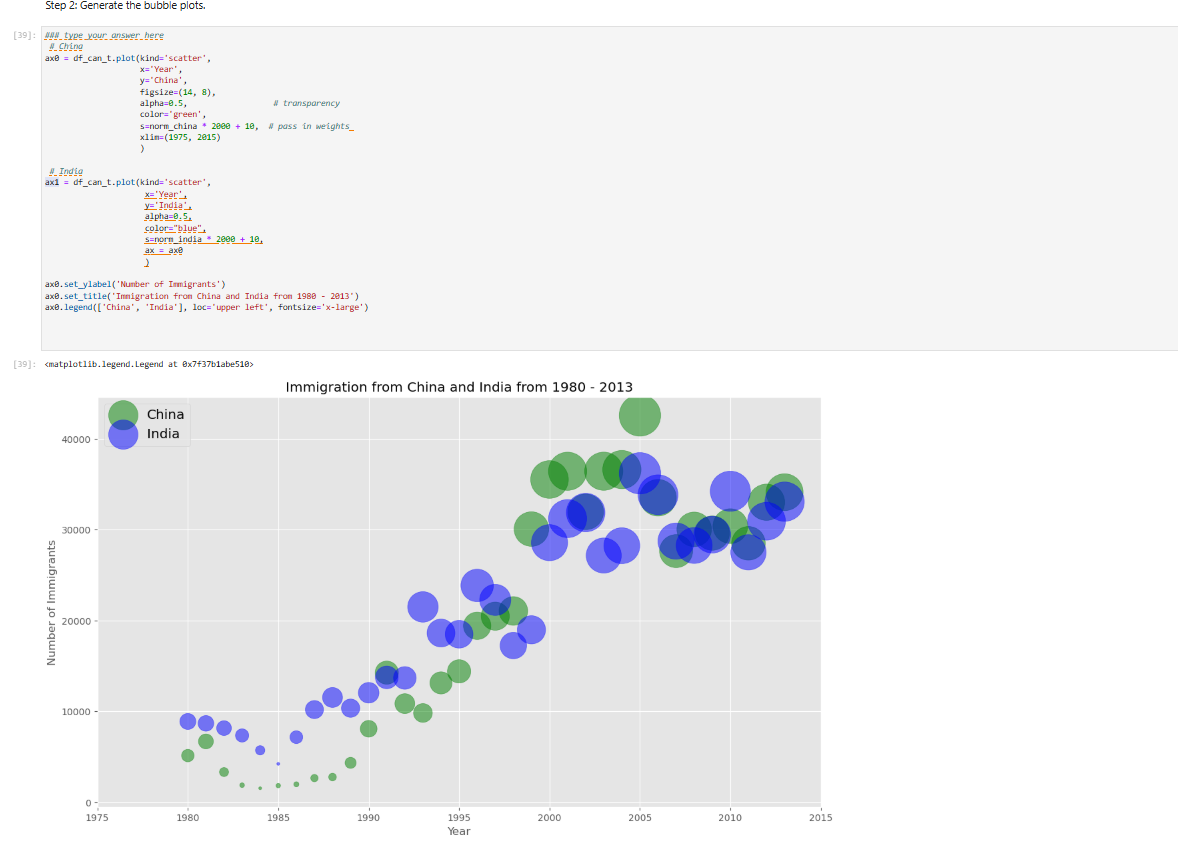 Step 2: Generate the bubble plots.
[39]: ### type your answer here
# China
ax0 = df_can_t.plot(kind='scatter',
x='Year',
y='China',
figsize=(14, 8),
alpha=0.5, # transparency
color='green',
s=norm_china * 2000 + 10, # pass in weights_
xlim=(1975, 2015)
)
# India
ax1 = df_can_t.plot(kind='scatter',
x='Year',
y='India',
alpha=0.5,
color="blue",
s=norm_india * 2000 + 10,
ax = ax0
)
ax0.set_ylabel('Number of Immigrants')
ax0.set_title('Immigration from China and India from 1980 - 2013')
ax0.legend(['China', 'India'], loc='upper left', fontsize='x-large')
[39]: <matplotlib.legend.Legend at 0x7f37b1abe510>
Immigration from China and India from 1980 - 2013
China
India
40000
30000
20000
10000
0
Number of Immigrants
1975 1980 1985 1990 1995 2000 2005 2010 2015
Year